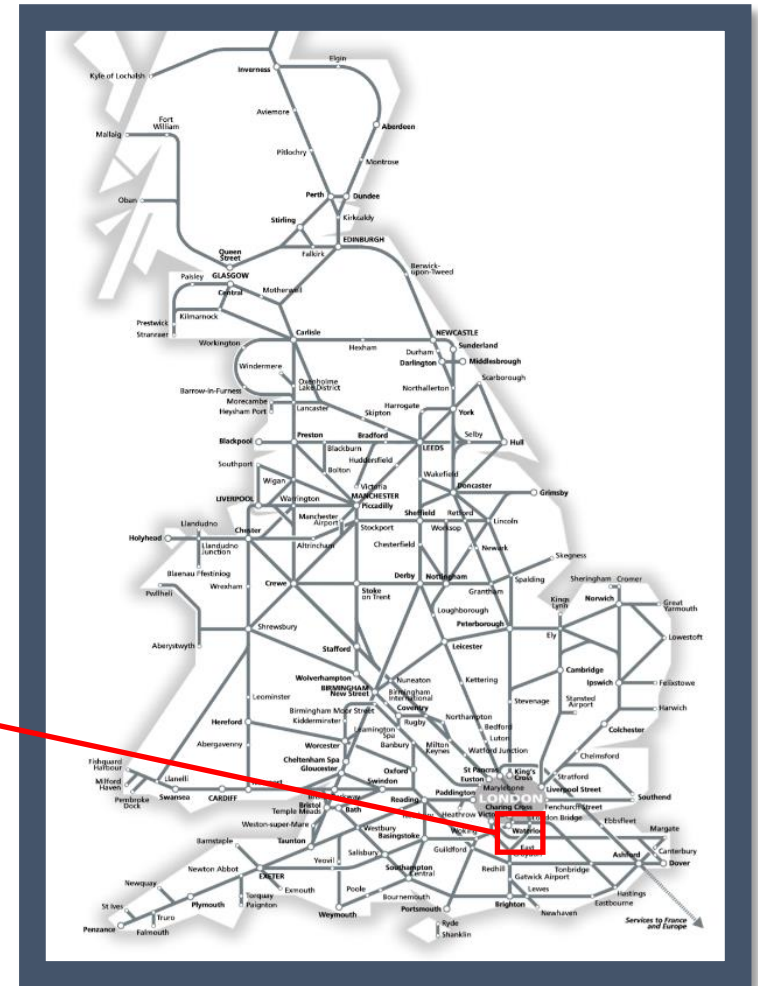 Elgin
Inverness
Kyle of Lochalsh
Aviemore
Fort
William
Aberdeen
Mallaig
Pitlochry
Montrose
Perth
Dundee
Oban
Kirkcaldy
Stirling
EDINBURGH
Queen
Street
Falkirk
Berwick-
upon-Tweed
Paisley
GLASGOW
Central
Motherwell
Kilmarnock
Prestwick
Stranraer
Carlisle
NEWCASTLE
Workington
Hexham
Sunderland
Durham
Darlington
Middlesbrough
Windermere
Scarborough
Oxenholme
Lake District
Barrow-in-Furness
Northallerton
Morecambe
Heysham Port
Lancaster
Harrogate
York
Skipton
Blackpool
Preston
Bradford
Selby
Hull
Blackburn
LEEDS
Huddersfield
Southport
Bolton
Wakefield
Wigan
Victoria
Doncaster
Grimsby
MANCHESTER
LIVERPOOL
Warrington
Piccadilly
Manchester
Airport
Sheffield
Retford
Lincoln
Llandudno
Stockport
Worksop
Chester
Holyhead
Llandudno
Junction
Altrincham
Chesterfield
Newark
Skegness
Blaenau Ffestiniog
Wrexham
Crewe
Derby
Nottingham
Spalding
Sheringham
Cromer
Pwllheli
Stoke
on Trent
Grantham
Kings
Lynn
Norwich
Great
Yarmouth
Loughborough
Shrewsbury
Peterborough
Ely
Lowestoft
Aberystwyth
Stafford
Leicester
Wolverhampton
Nuneaton
Kettering
Cambridge
BIRMINGHAM
New Street
Birmingham
International
Ipswich
Felixstowe
Leominster
Coventry
Stevenage
Stansted
Airport
Birmingham Moor Street
Harwich
Kidderminster
Rugby
Northampton
Hereford
Leamington
Spa
Bedford
Colchester
Abergavenny
Worcester
Banbury
Milton
Keynes
Luton
Watford Junction
Chelmsford
Fishguard
Harbour
Cheltenham Spa
Gloucester
Oxford
St Pancras
King's
Cross
Stratford
Milford
Haven
Llanelli
Swindon
Euston
Marylebone
Liverpool Street
Pembroke
Dock
Swansea
CARDIFF
Reading
Paddington
LONDON
Southend
Bristol
Temple Meads
Bath
Charing Cross
Fenchurch Street
Heathrow
Ebbsfleet
Weston-super-Mare
Westbury
Margate
Barnstaple
Taunton
Basingstoke
Woking
East
Canterbury
Salisbury
Guildford
Ashford
Dover
Newton Abbot
Yeovil
Southampton
Central
Redhill
Tonbridge
EXETER
Gatwick Airport
Newquay
Exmouth
Poole
Lewes
Hastings
Torquay
Paignton
Bournemouth
Eastbourne
St Ives
Plymouth
Portsmouth
Brighton
Newhaven
Truro
Weymouth
Penzance
Falmouth
Ryde
Shanklin
Services to France
and Europe